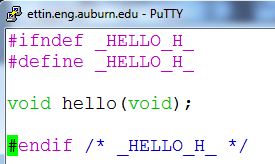 ettin.eng.auburn.edu - PuTTY
#ifndef _HELLO_H_
#define _HELLO_H_
void hello(void);
#endif /* _HELLO_H_ */